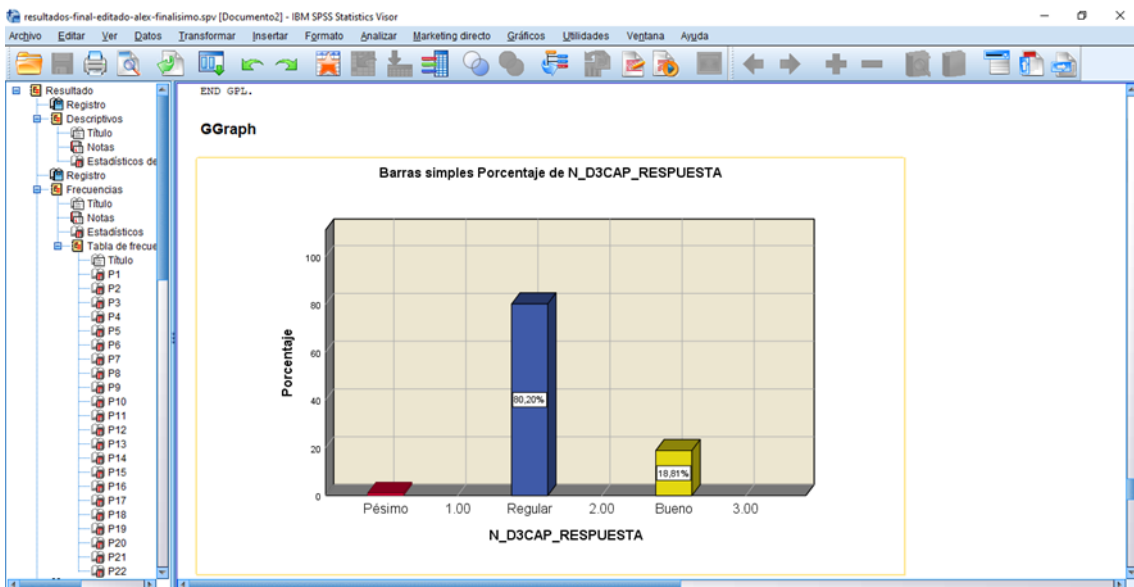 resultados-final-editado-alex-finalisimo.spv [Documento2] - IBM SPSS Statistics Visor
Archivo Editar Ver Datos Transformar Insertar Formato Analizar Marketing directo Gráficos Utilidades Ventana Ayuda
Resultado
Registro
Descriptivos
Título
Notas
Estadísticos de
Registro
Frecuencias
Título
Notas
Estadísticos
Tabla de frecue
Título
P1
P2
P3
P4
P5
P6
P7
P8
P9
P10
P11
P12
P13
P14
P15
P16
P17
P18
P19
P20
P21
P22
END GPL.
GGraph
Barras simples Porcentaje de N_D3CAP_RESPUESTA
Porcentaje
100
80
60
40
20
0
80,20%
18,81%
Pésimo 1.00 Regular 2.00 Bueno 3.00
N_D3CAP_RESPUESTA